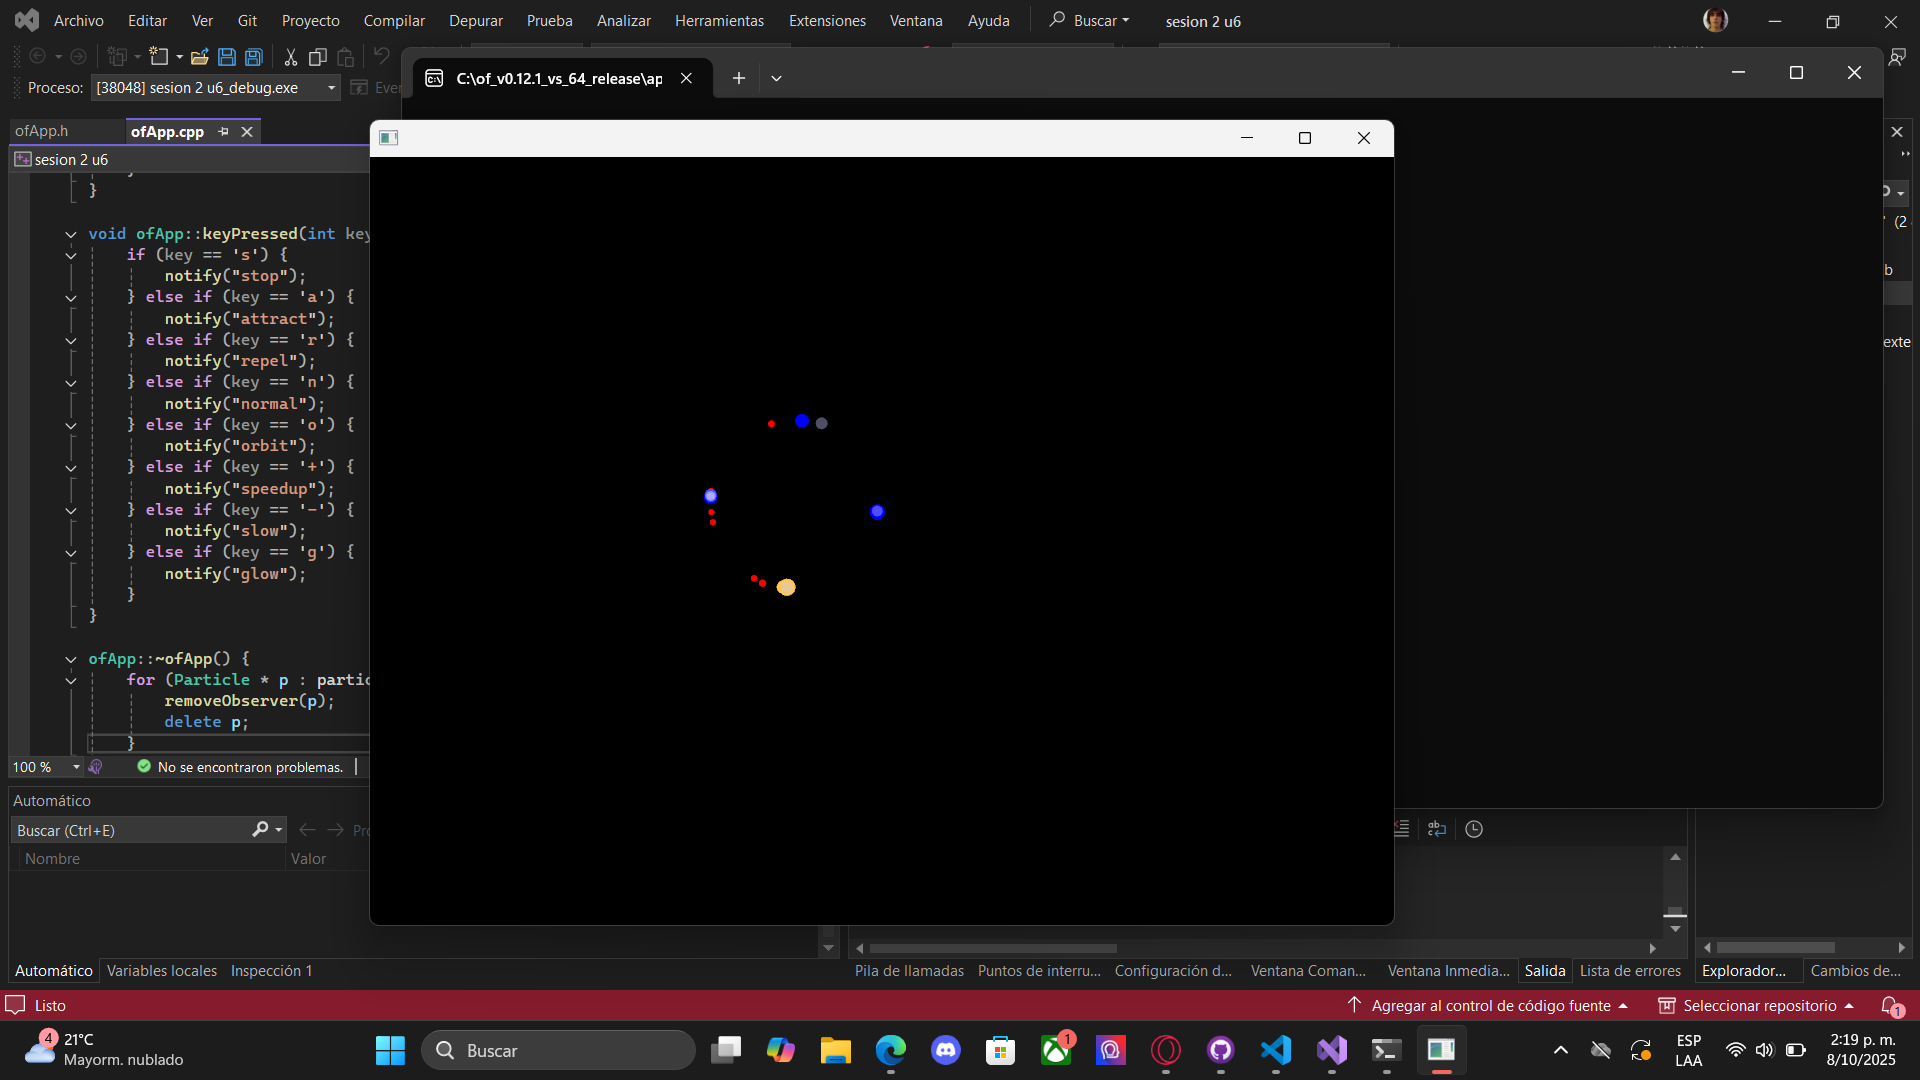 Archivo Editar Ver Git Proyecto Compilar Depurar Prueba Analizar Herramientas Extensiones Ventana Ayuda Buscar sesion 2 u6
C:\of_v0.12.1_vs_64_release\ap
Proceso: [38048] sesion 2 u6_debug.exe Ever
ofApp.h ofApp.cpp
sesion 2 u6
}
}
void ofApp::keyPressed(int key
if (key == 's') {
notify("stop");
} else if (key == 'a') {
notify("attract");
} else if (key == 'r') {
notify("repel");
} else if (key == 'n') {
notify("normal");
} else if (key == 'o') {
notify("orbit");
} else if (key == '+') {
notify("speedup");
} else if (key == '-') {
notify("slow");
} else if (key == 'g') {
notify("glow");
}
}
ofApp::~ofApp() {
for (Particle * p : partic
removeObserver(p);
delete p;
}
(2
b
exte
100 % No se encontraron problemas.
Automático
Buscar (Ctrl+E) Pro
Nombre Valor
Automático Variables locales Inspección 1
Pila de llamadas Puntos de interru... Configuración d... Ventana Coman... Ventana Inmedia... Salida Lista de errores Explorador... Cambios de...
Listo Agregar al control de código fuente Seleccionar repositorio 1
4 21°C
Mayorm. nublado
Buscar
1
ESP
LAA
2:19 p. m.
8/10/2025